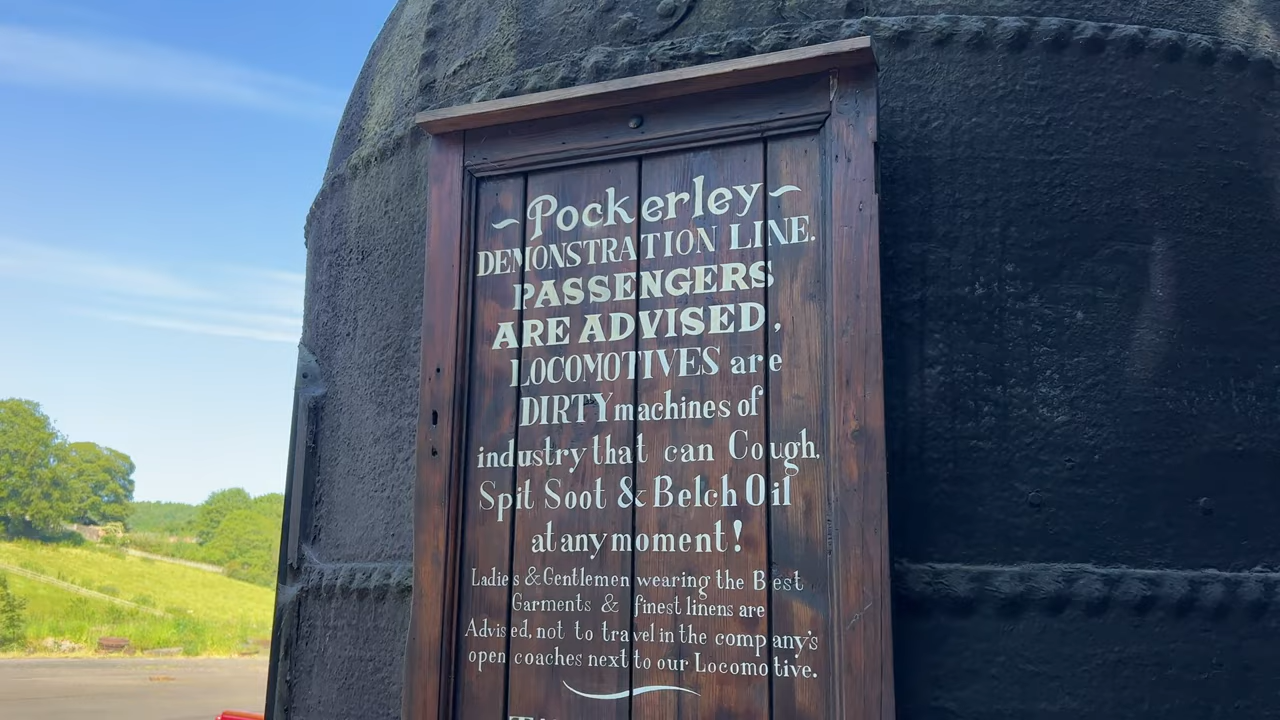 ~Pockerley~
DEMONSTRATION LINE.
PASSENGERS
ARE ADVISED,
LOCOMOTIVES are
DIRTY machines of
industry that can Cough,
Spit Soot & Belch Oil
at any moment!
Ladies & Gentlemen wearing the Best
Garments & finest linens are
Advised, not to travel in the company's
open coaches next to our Locomotive.